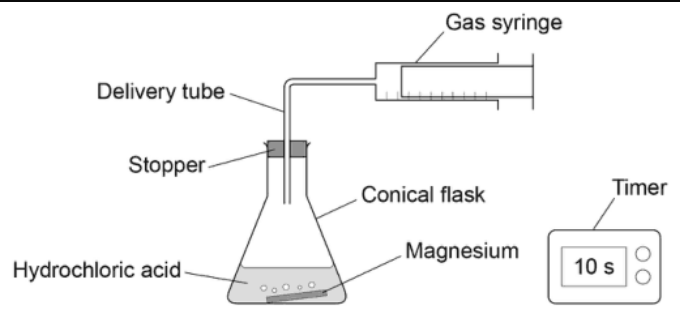 Gas syringe
Delivery tube
Stopper
Conical flask
Timer
Magnesium
10 s
Hydrochloric acid